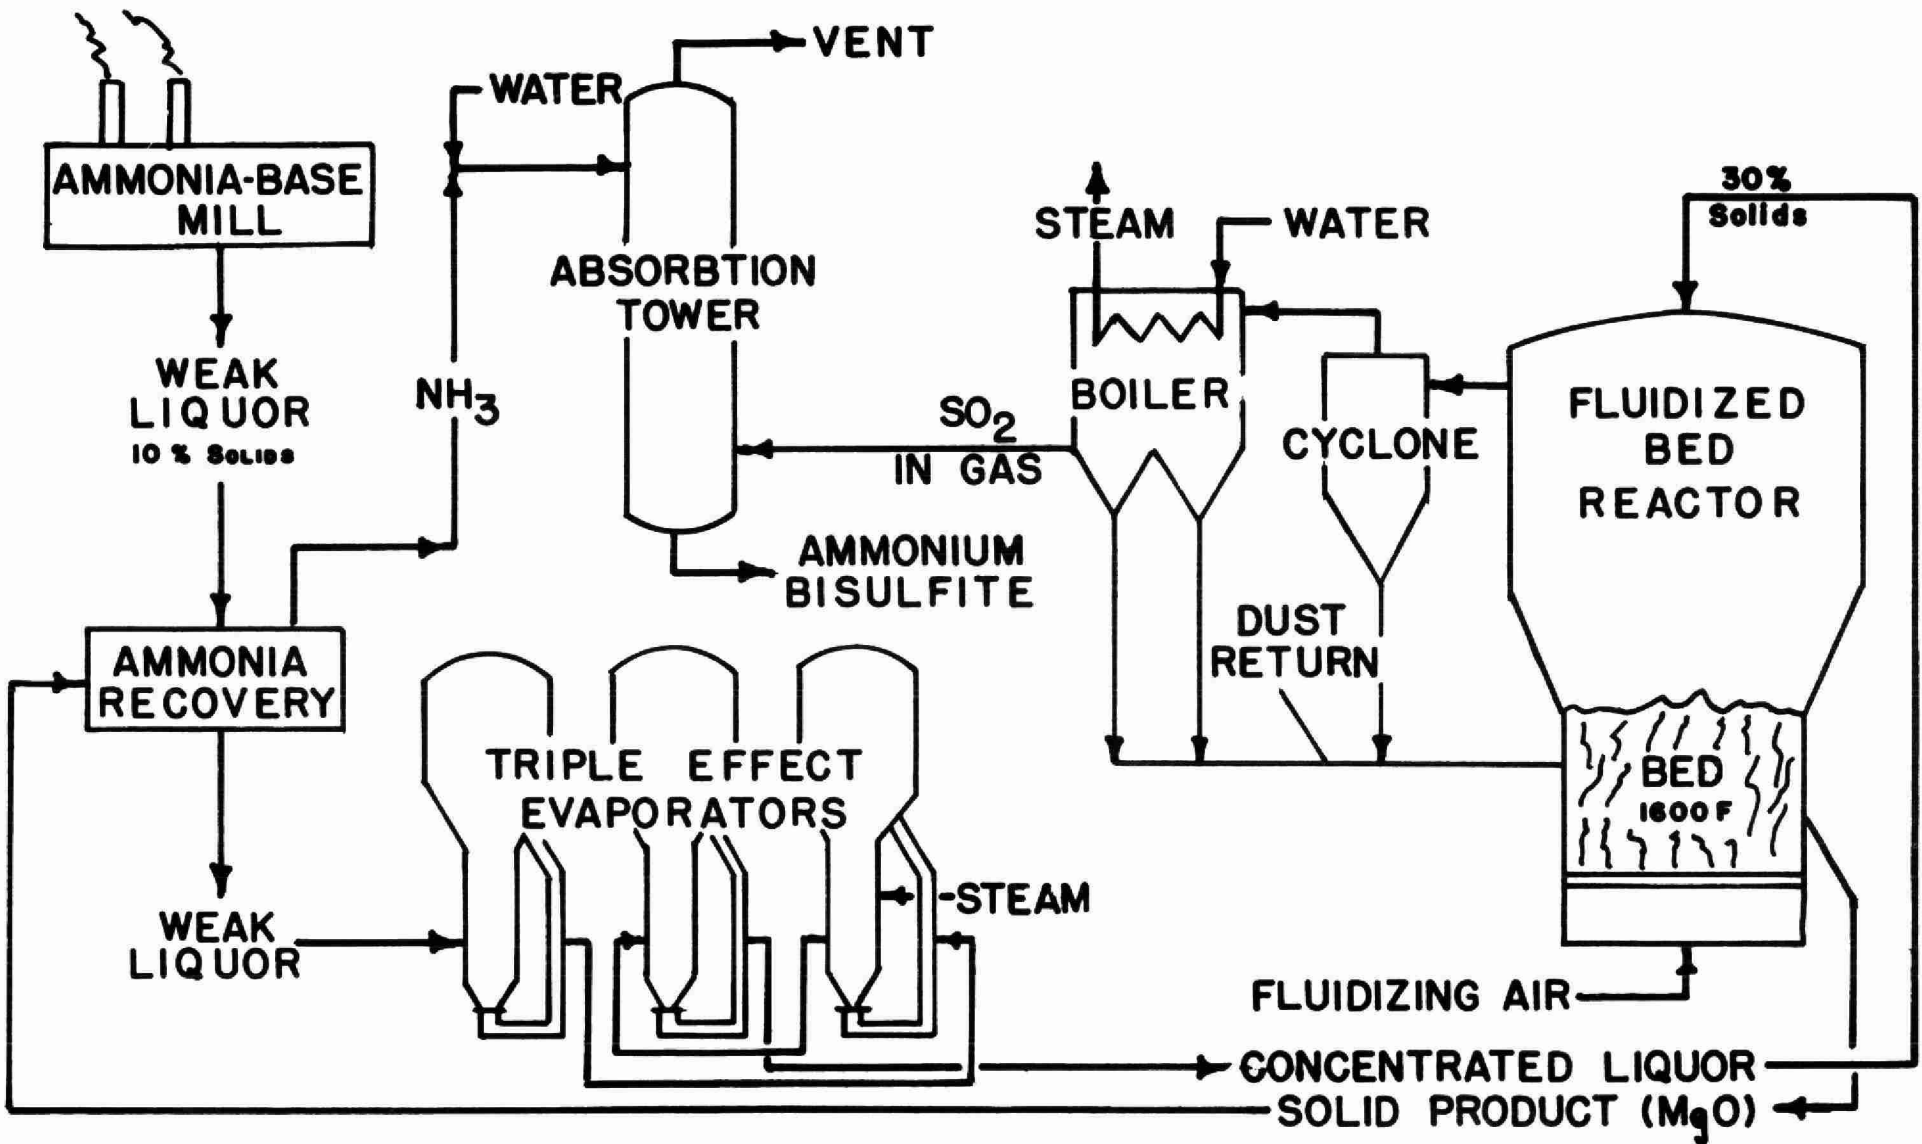 VENT
WATER
AMMONIA-BASE
MILL
30%
Solids
STEAM
WATER
ABSORBTION
TOWER
WEAK
LIQUOR
10 % SOLIDS
NH3
BOILER
SO2
IN GAS
CYCLONE
FLUIDIZED
BED
REACTOR
AMMONIUM
BISULFITE
DUST
RETURN
AMMONIA
RECOVERY
TRIPLE EFFECT
EVAPORATORS
BED
1600F
STEAM
WEAK
LIQUOR
FLUIDIZING AIR
CONCENTRATED LIQUOR
SOLID PRODUCT (MgO)